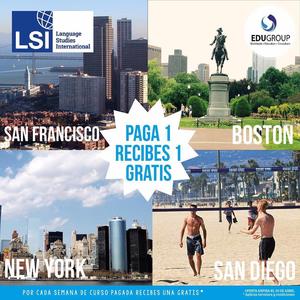 LSI
Language
Studies
International
EDUGROUP
SAN FRANCISCO
BOSTON
PAGA 1
RECIBES 1
GRATIS
NEW YORK
SAN DIEGO
POR CADA SEMANA DE CURSO PAGADA RECIBES UNA GRATIS*